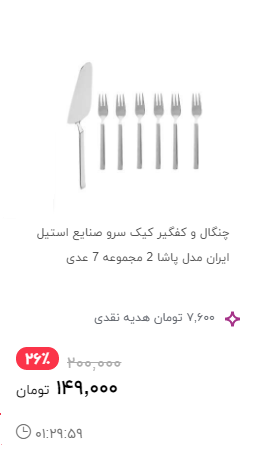 چنگال و کفگیر کیک سرو صنایع استیل
ایران مدل پاشا 2 مجموعه 7 عدی
۷,۶۰۰ تومان هدیه نقدی
۲۰۰,۰۰۰ ۲۶٪
۱۴۹,۰۰۰ تومان
۰۱:۲۹:۵۹